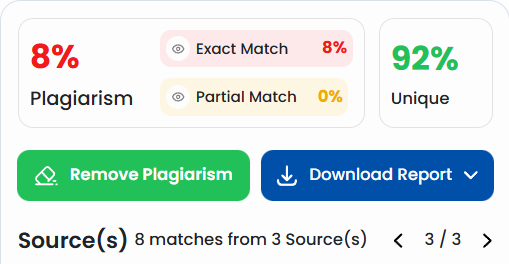 8%
Plagiarism
Exact Match 8%
Partial Match 0%
92%
Unique
Remove Plagiarism
Download Report
Source(s) 8 matches from 3 Source(s) 3 / 3